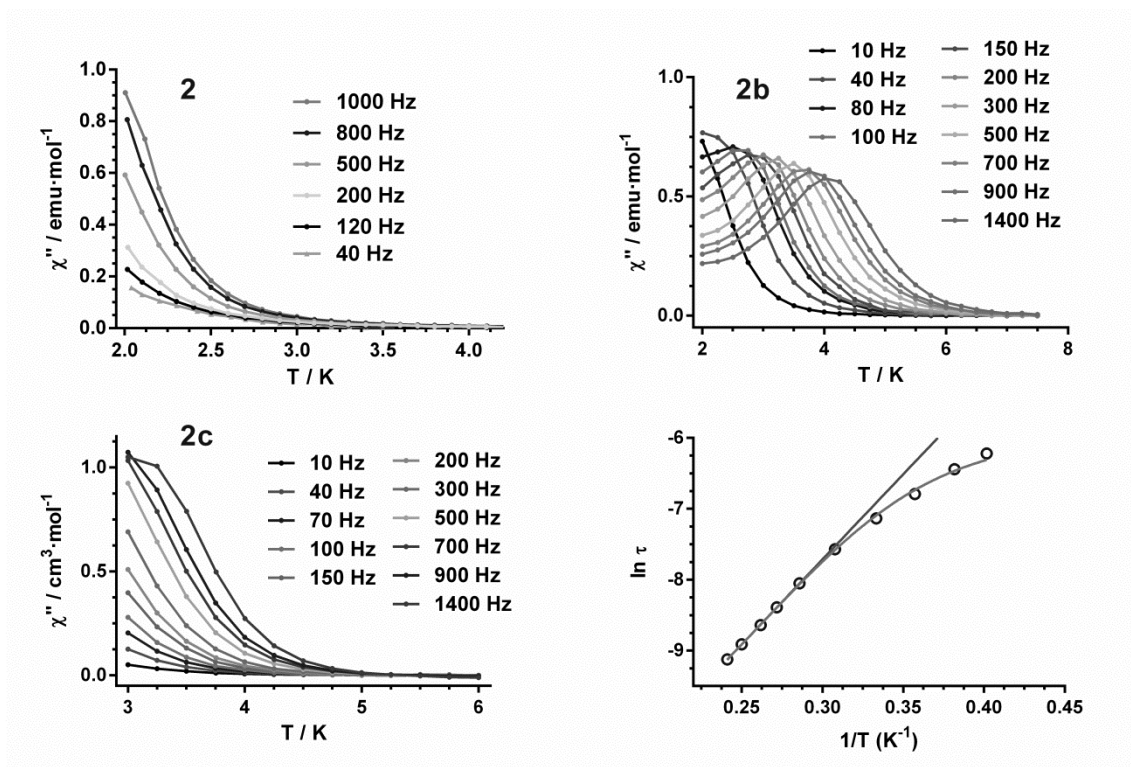 2
1.0
0.8
0.6
0.4
0.2
0.0
χ'' / emu·mol⁻¹
2.0 2.5 3.0 3.5 4.0
T / K
1000 Hz
800 Hz
500 Hz
200 Hz
120 Hz
40 Hz
2b
10 Hz
40 Hz
80 Hz
100 Hz
150 Hz
200 Hz
300 Hz
500 Hz
700 Hz
900 Hz
1400 Hz
1.0
0.5
0.0
χ'' / emu·mol⁻¹
2 4 6 8
T / K
2c
10 Hz
40 Hz
70 Hz
100 Hz
150 Hz
200 Hz
300 Hz
500 Hz
700 Hz
900 Hz
1400 Hz
1.0
0.5
0.0
χ'' / cm³·mol⁻¹
3 4 5 6
T / K
-6
-7
-8
-9
ln τ
0.25 0.30 0.35 0.40 0.45
1/T (K⁻¹)